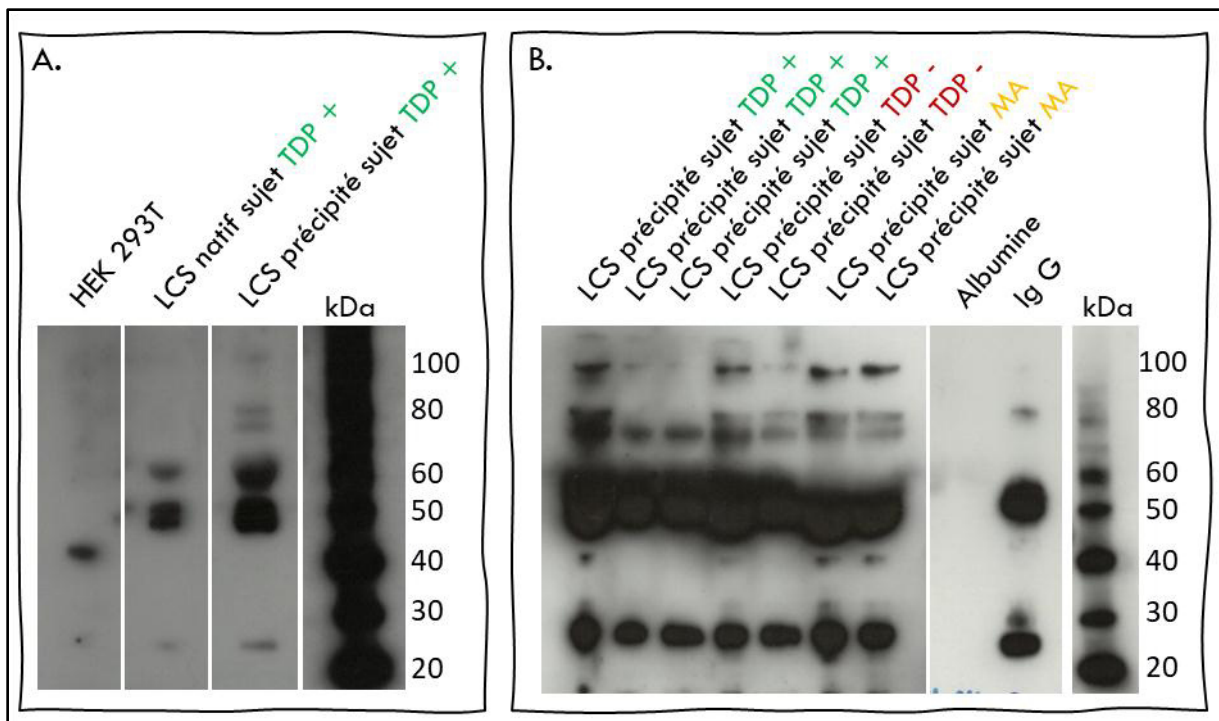 A.
HEK 293T
LCS natif sujet TDP +
LCS précipité sujet TDP +
kDa
100
80
60
50
40
30
20
B.
LCS précipité sujet TDP +
LCS précipité sujet TDP +
LCS précipité sujet TDP +
LCS précipité sujet TDP -
LCS précipité sujet TDP -
LCS précipité sujet MA
LCS précipité sujet MA
Albumine
Ig G
kDa
100
80
60
50
40
30
20